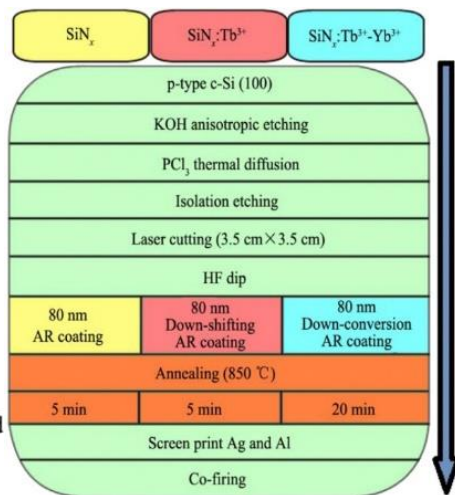 SiNₓ SiNₓ:Tb³⁺ SiNₓ:Tb³⁺-Yb³⁺
p-type c-Si (100)
KOH anisotropic etching
PCl₃ thermal diffusion
Isolation etching
Laser cutting (3.5 cm×3.5 cm)
HF dip
80 nm
AR coating
80 nm
Down-shifting
AR coating
80 nm
Down-conversion
AR coating
Annealing (850 ℃)
5 min 5 min 20 min
Screen print Ag and Al
Co-firing